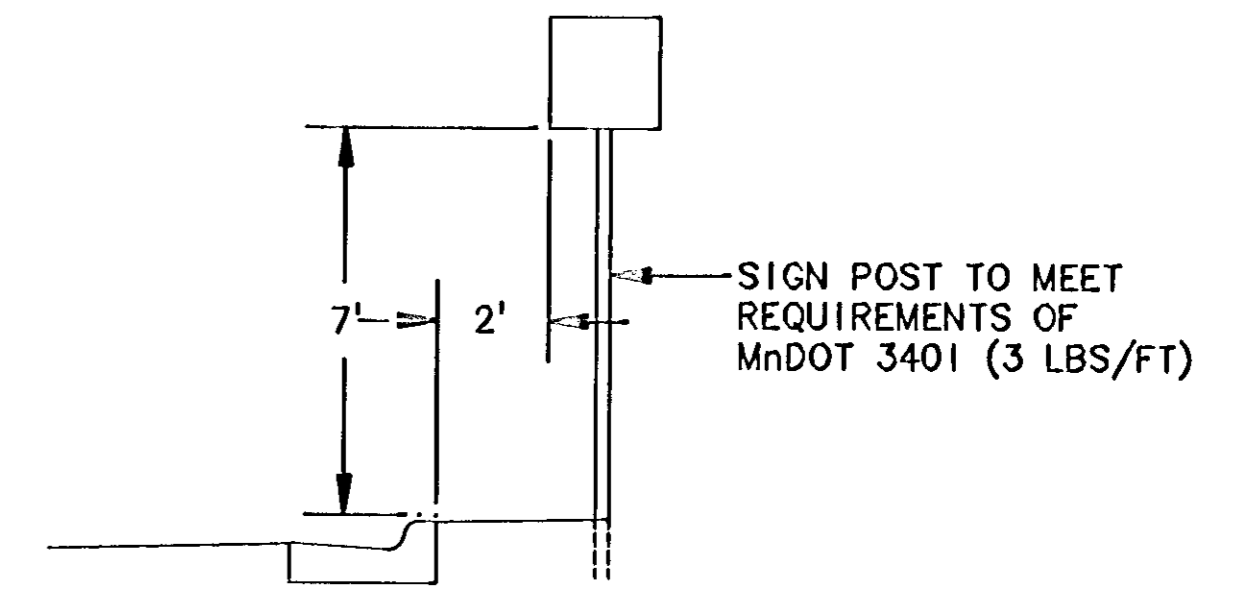 7' 2'
SIGN POST TO MEET
REQUIREMENTS OF
MnDOT 3401 (3 LBS/FT)